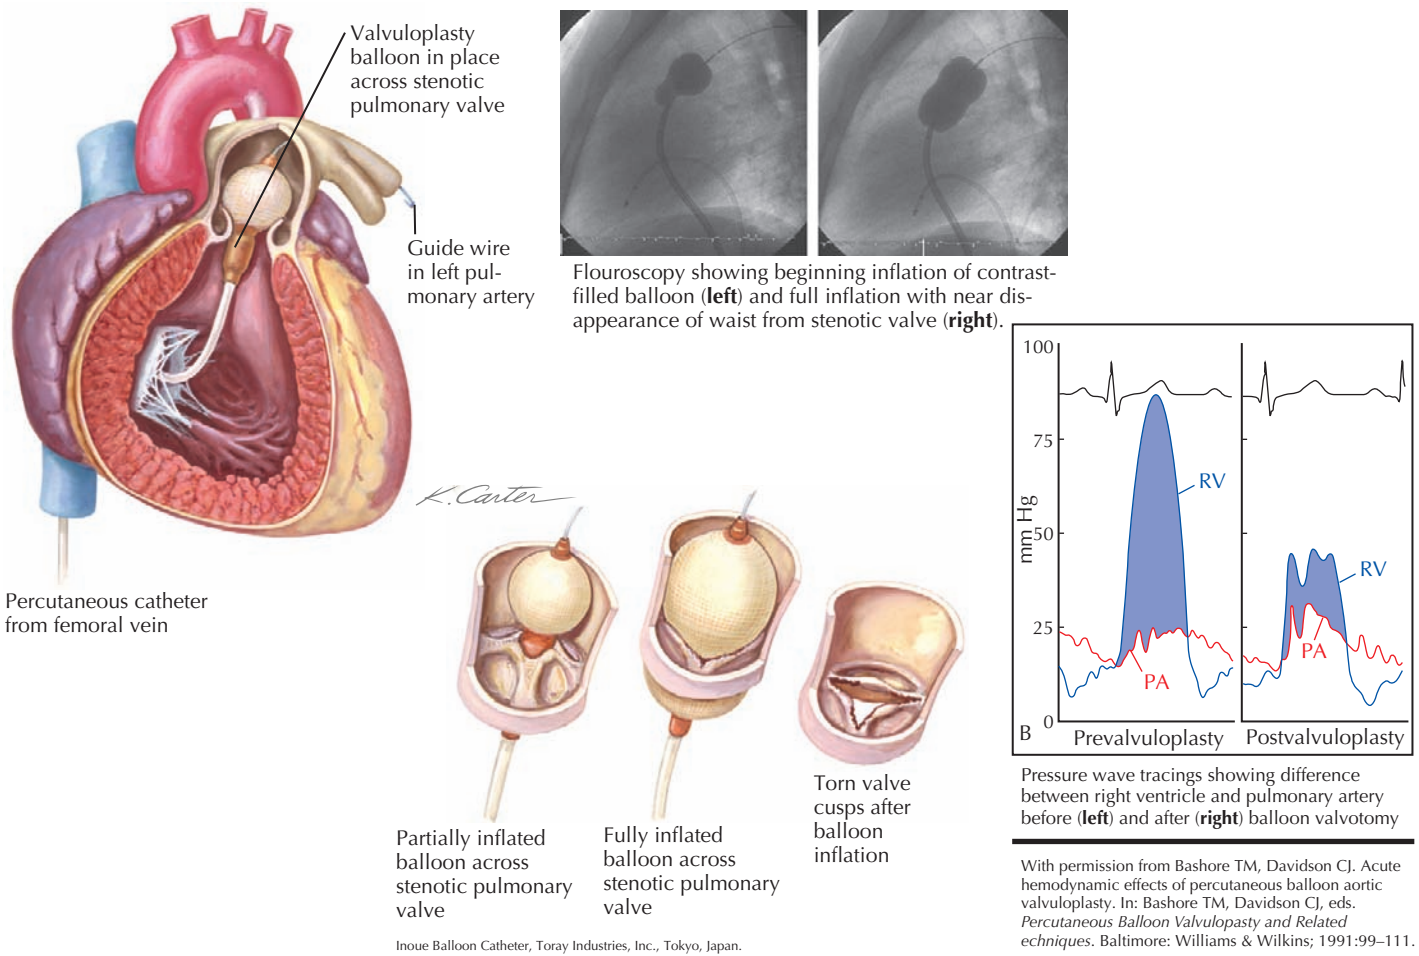 Valvuloplasty
balloon in place
across stenotic
pulmonary valve
Guide wire
in left pul-
monary artery
Percutaneous catheter
from femoral vein
Flouroscopy showing beginning inflation of contrast-
filled balloon (left) and full inflation with near dis-
appearance of waist from stenotic valve (right).
K. Carter
Partially inflated
balloon across
stenotic pulmonary
valve
Fully inflated
balloon across
stenotic pulmonary
valve
Torn valve
cusps after
balloon
inflation
Inoue Balloon Catheter, Toray Industries, Inc., Tokyo, Japan.
100
75
50
25
0
mm Hg
RV
PA
RV
PA
B
Prevalvuloplasty
Postvalvuloplasty
Pressure wave tracings showing difference
between right ventricle and pulmonary artery
before (left) and after (right) balloon valvotomy
With permission from Bashore TM, Davidson CJ. Acute
hemodynamic effects of percutaneous balloon aortic
valvuloplasty. In: Bashore TM, Davidson CJ, eds.
Percutaneous Balloon Valvulopasty and Related
echniques. Baltimore: Williams & Wilkins; 1991:99–111.